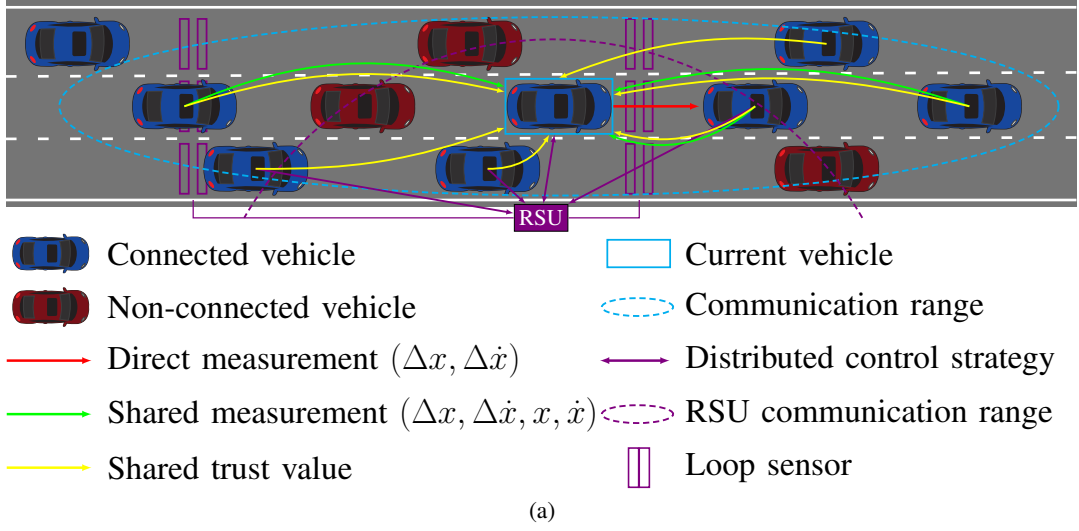 RSU
Connected vehicle
Current vehicle
Non-connected vehicle
Communication range
Direct measurement (Δx, Δẋ)
Distributed control strategy
Shared measurement (Δx, Δẋ, x, ẋ)
RSU communication range
Shared trust value
Loop sensor
(a)